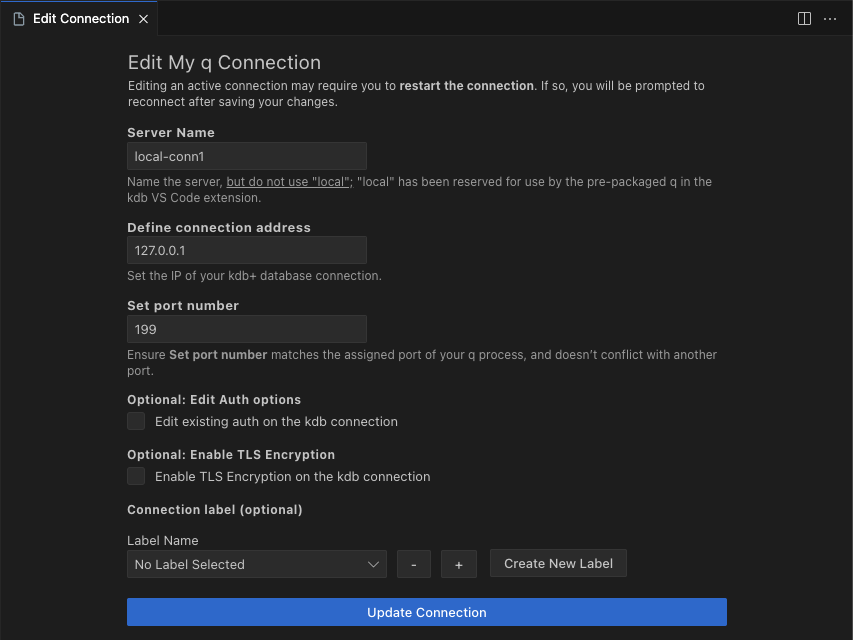 Edit Connection
Edit My q Connection
Editing an active connection may require you to restart the connection. If so, you will be prompted to
reconnect after saving your changes.
Server Name
local-conn1
Name the server, but do not use "local"; "local" has been reserved for use by the pre-packaged q in the
kdb VS Code extension.
Define connection address
127.0.0.1
Set the IP of your kdb+ database connection.
Set port number
199
Ensure Set port number matches the assigned port of your q process, and doesn't conflict with another
port.
Optional: Edit Auth options
Edit existing auth on the kdb connection
Optional: Enable TLS Encryption
Enable TLS Encryption on the kdb connection
Connection label (optional)
Label Name
No Label Selected - + Create New Label
Update Connection